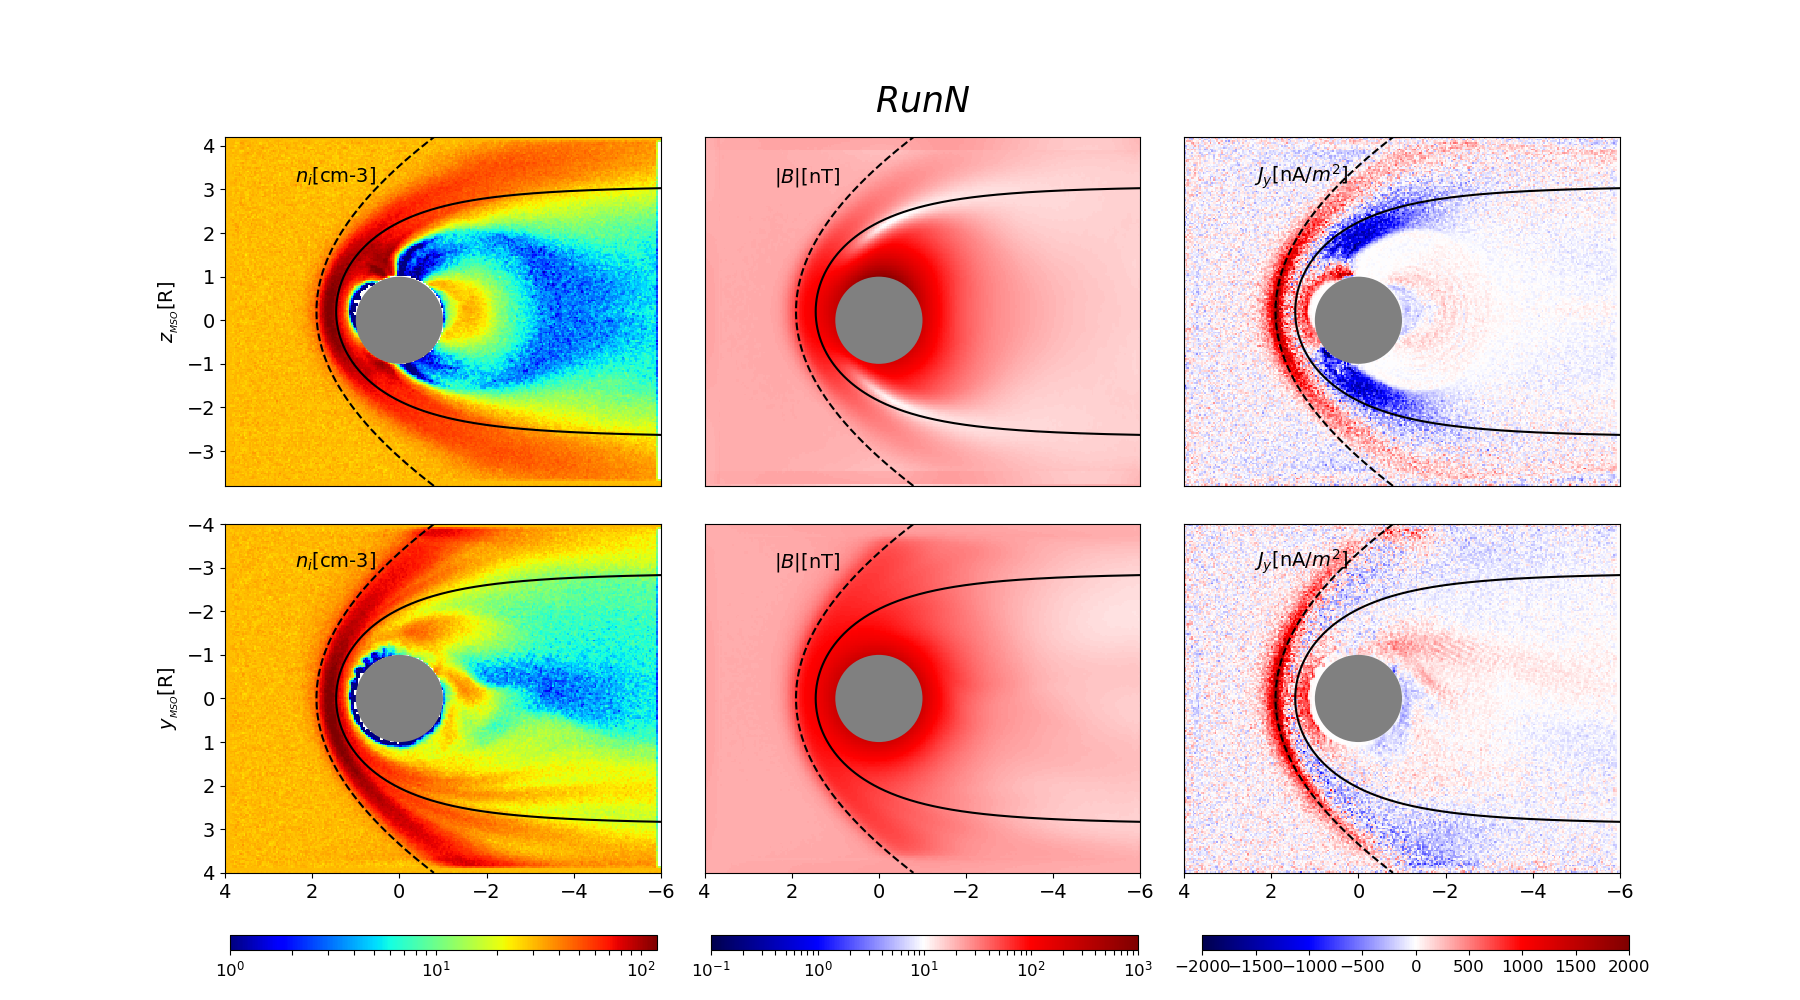 RunN
n_i[cm-3]
|B|[nT]
J_y[nA/m^2]
z_MSO[R]
4
3
2
1
0
−1
−2
−3
n_i[cm-3]
|B|[nT]
J_y[nA/m^2]
y_MSO[R]
−4
−3
−2
−1
0
1
2
3
4
4 2 0 −2 −4 −6
4 2 0 −2 −4 −6
4 2 0 −2 −4 −6
10^0 10^1 10^2
10^−1 10^0 10^1 10^2 10^3
−2000 −1500 −1000 −500 0 500 1000 1500 2000